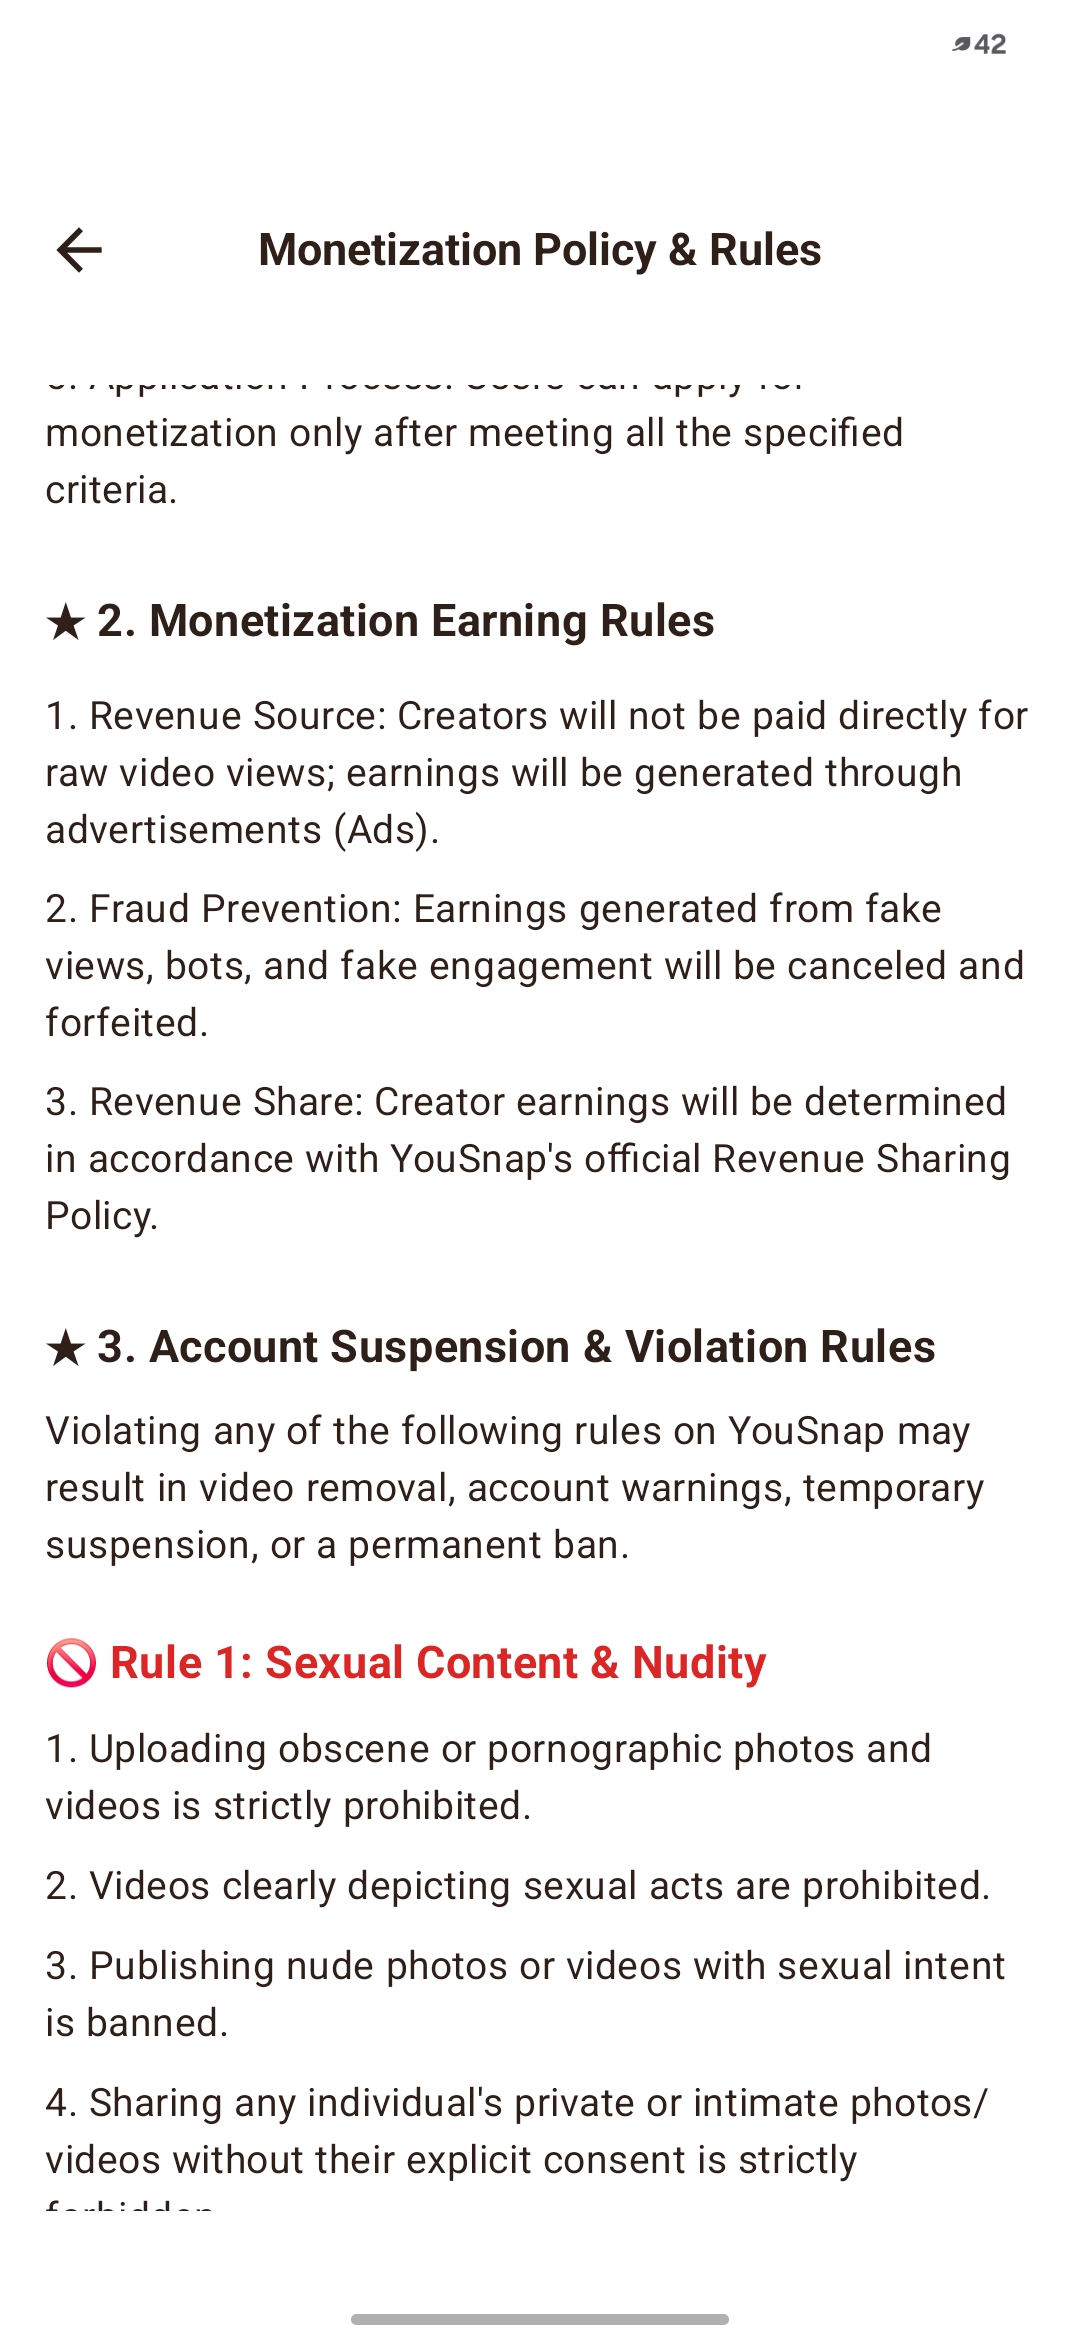 42
Monetization Policy & Rules
Application Process: Users can apply for
monetization only after meeting all the specified
criteria.
★ 2. Monetization Earning Rules
1. Revenue Source: Creators will not be paid directly for
raw video views; earnings will be generated through
advertisements (Ads).
2. Fraud Prevention: Earnings generated from fake
views, bots, and fake engagement will be canceled and
forfeited.
3. Revenue Share: Creator earnings will be determined
in accordance with YouSnap's official Revenue Sharing
Policy.
★ 3. Account Suspension & Violation Rules
Violating any of the following rules on YouSnap may
result in video removal, account warnings, temporary
suspension, or a permanent ban.
🚫 Rule 1: Sexual Content & Nudity
1. Uploading obscene or pornographic photos and
videos is strictly prohibited.
2. Videos clearly depicting sexual acts are prohibited.
3. Publishing nude photos or videos with sexual intent
is banned.
4. Sharing any individual's private or intimate photos/
videos without their explicit consent is strictly
forbidden.